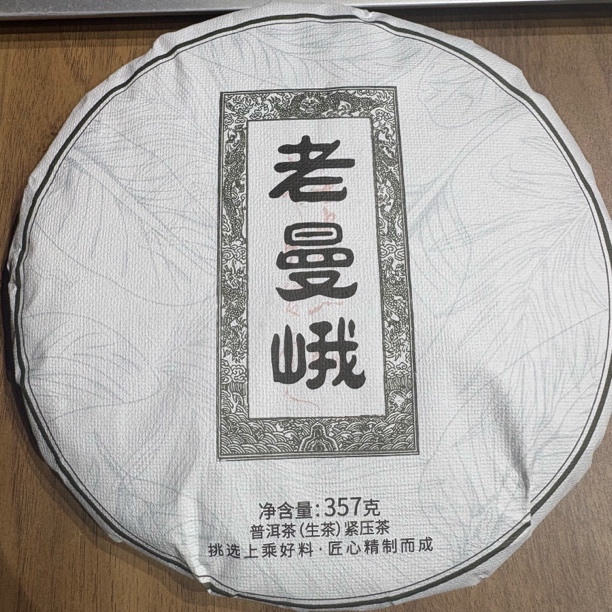 老曼峨
净含量:357克
普洱茶(生茶)紧压茶
挑选上乘好料·匠心精制而成